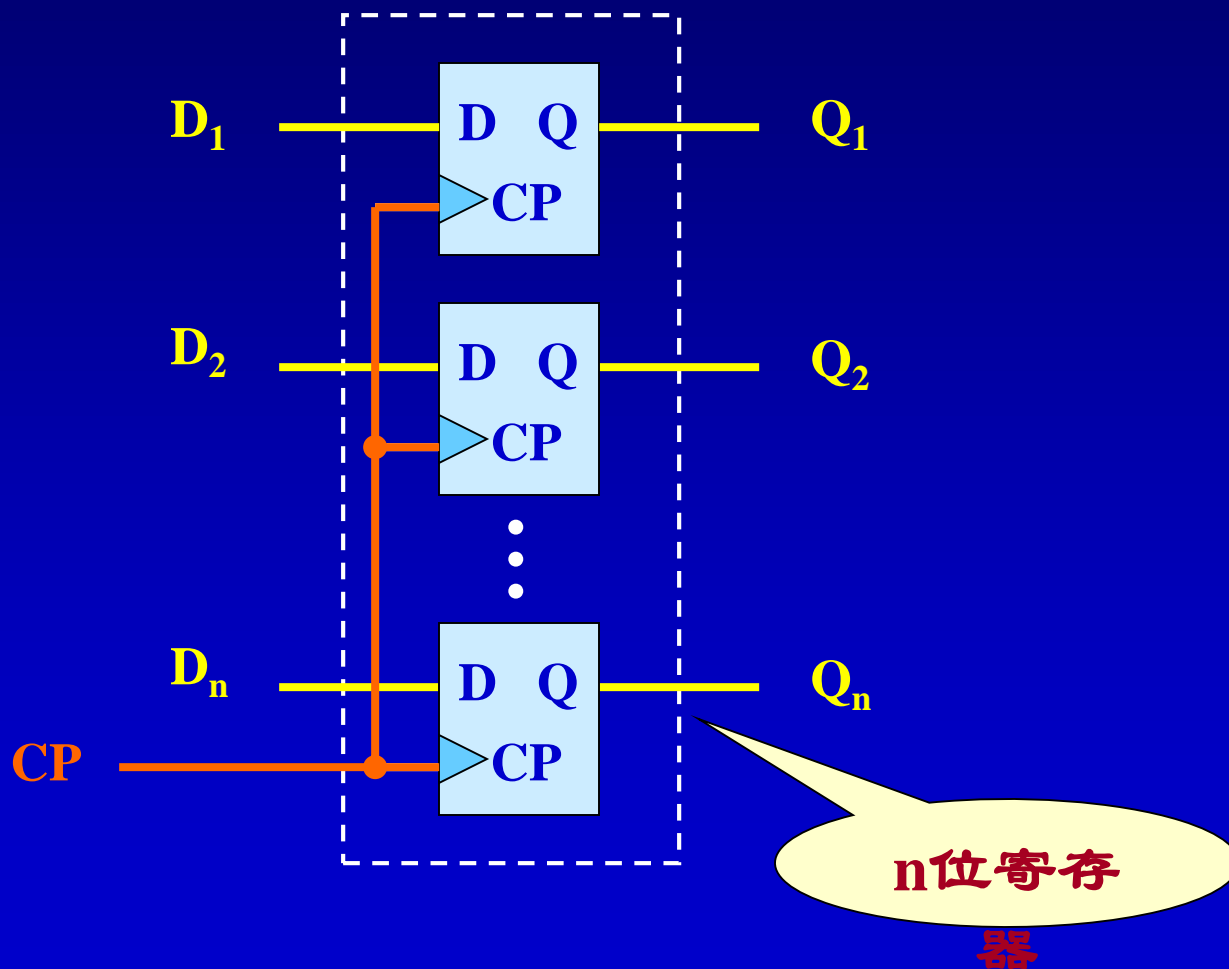 D₁ D Q Q₁
CP
D₂ D Q Q₂
CP
Dₙ D Q Qₙ
CP CP
n位寄存
器